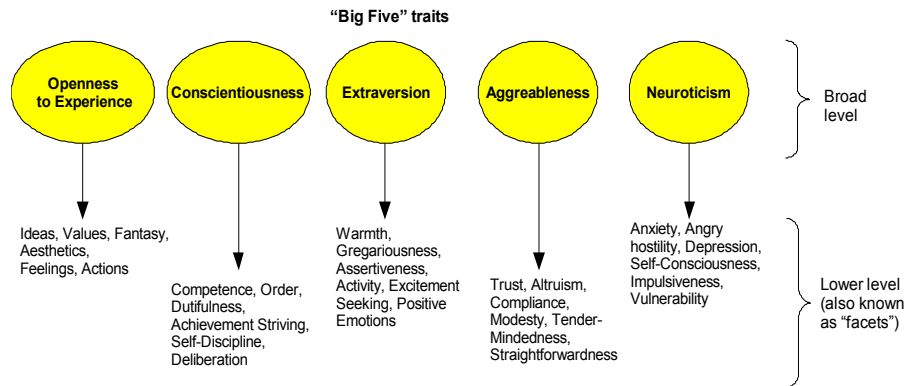 “Big Five” traits
Openness
to Experience
Conscientiousness
Extraversion
Aggreableness
Neuroticism
Broad
level
Ideas, Values, Fantasy,
Aesthetics,
Feelings, Actions
Competence, Order,
Dutifulness,
Achievement Striving,
Self-Discipline,
Deliberation
Warmth,
Gregariousness,
Assertiveness,
Activity, Excitement
Seeking, Positive
Emotions
Trust, Altruism,
Compliance,
Modesty, Tender-
Mindedness,
Straightforwardness
Anxiety, Angry
hostility, Depression,
Self-Consciousness,
Impulsiveness,
Vulnerability
Lower level
(also known
as “facets”)